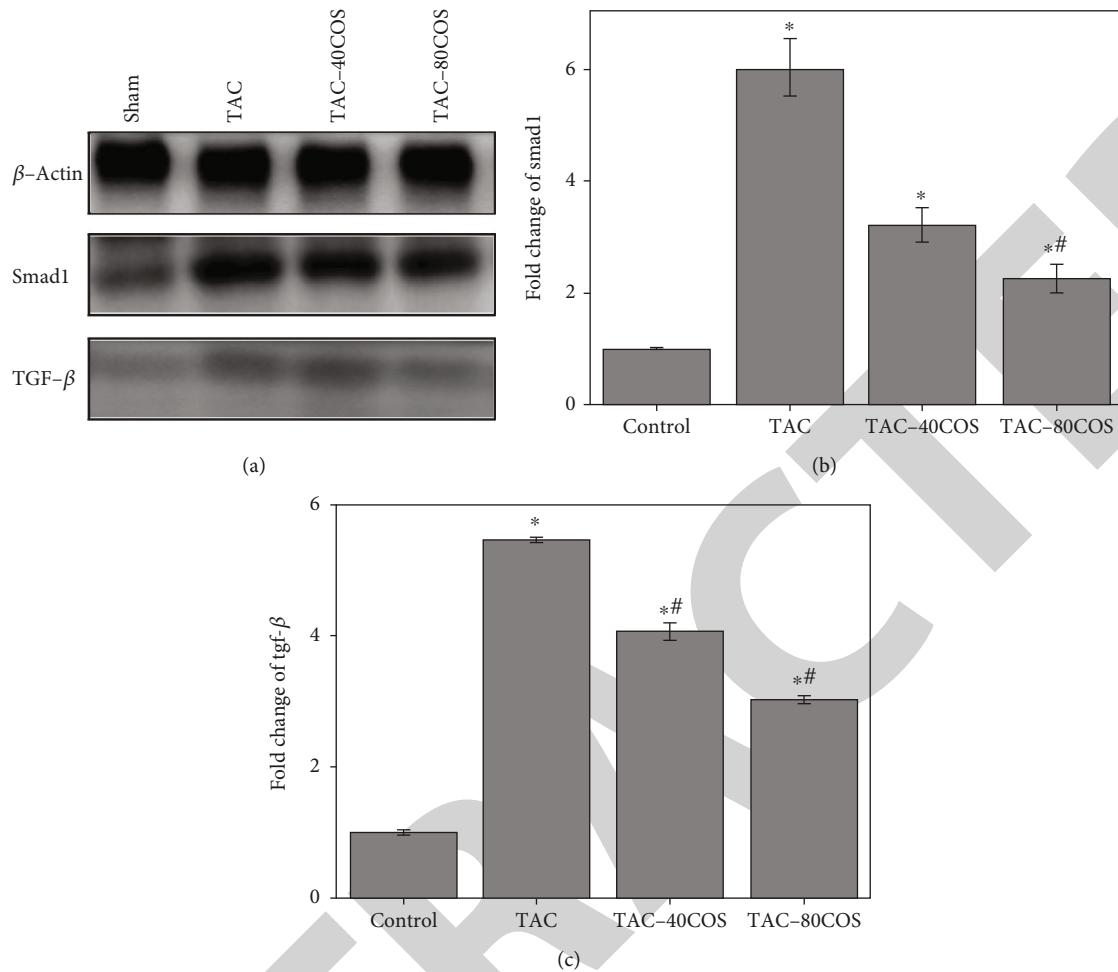 Sham
TAC
TAC–40COS
TAC–80COS
β–Actin
Smad1
TGF–β
(a)
Fold change of smad1
6
4
2
0
*
*
*#
Control
TAC
TAC–40COS
TAC–80COS
(b)
Fold change of tgf-β
6
4
2
0
*
*#
*#
Control
TAC
TAC–40COS
TAC–80COS
(c)
RACTE